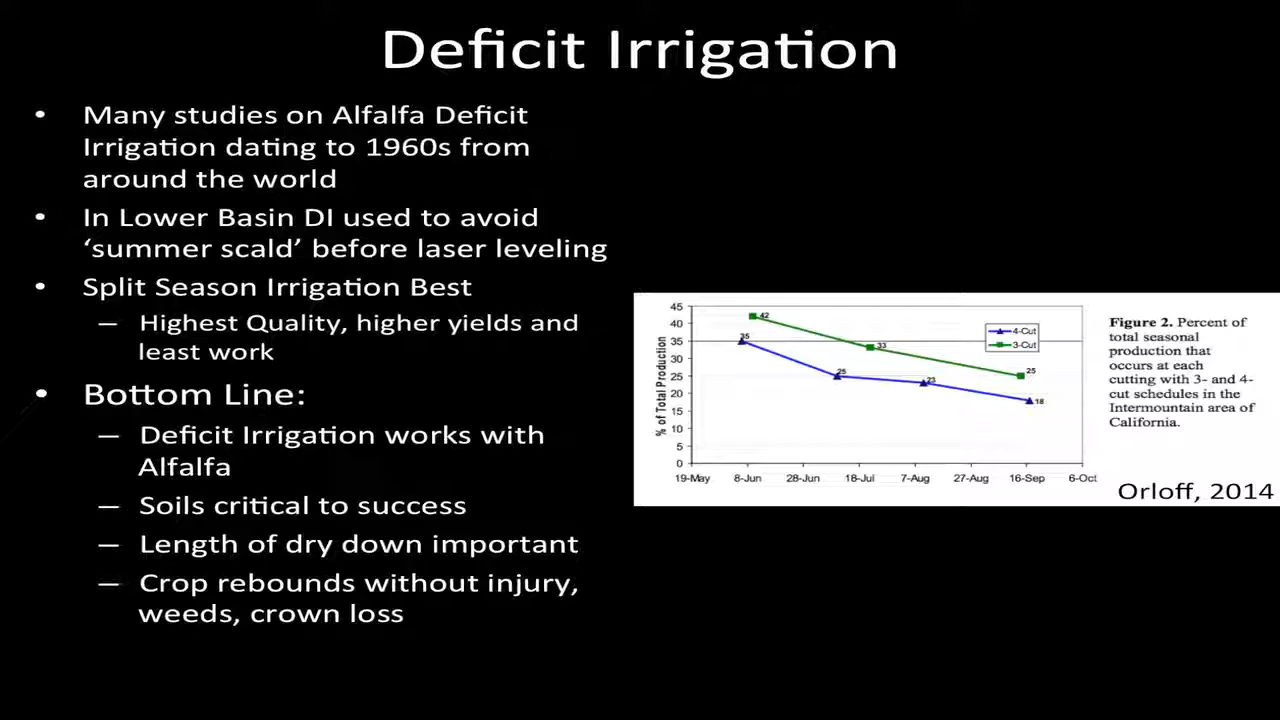 Deficit Irrigation
• Many studies on Alfalfa Deficit
Irrigation dating to 1960s from
around the world
• In Lower Basin DI used to avoid
‘summer scald’ before laser leveling
• Split Season Irrigation Best
– Highest Quality, higher yields and
least work
• Bottom Line:
– Deficit Irrigation works with
Alfalfa
– Soils critical to success
– Length of dry down important
– Crop rebounds without injury,
weeds, crown loss
% of Total Production
45
40
35
30
25
20
15
10
5
0
42
33
25
35
25
23
18
4-Cut
3-Cut
19-May 8-Jun 28-Jun 18-Jul 7-Aug 27-Aug 16-Sep 6-Oct
Figure 2. Percent of
total seasonal
production that
occurs at each
cutting with 3- and 4-
cut schedules in the
Intermountain area of
California.
Orloff, 2014